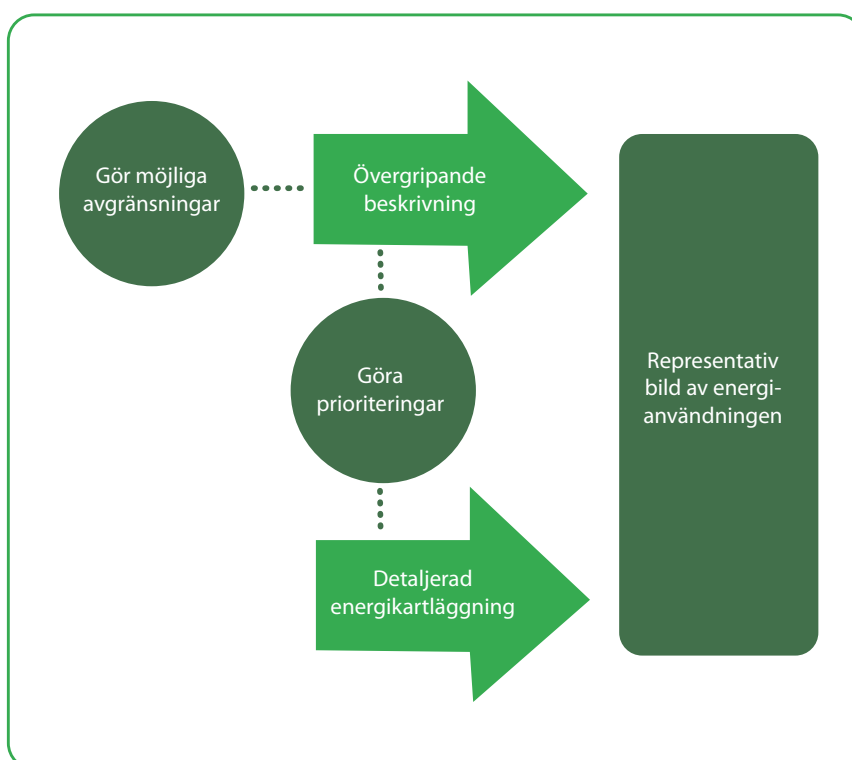 Gör möjliga
avgränsningar
Övergripande
beskrivning
Göra
prioriteringar
Detaljerad
energikartläggning
Representativ
bild av energi-
användningen